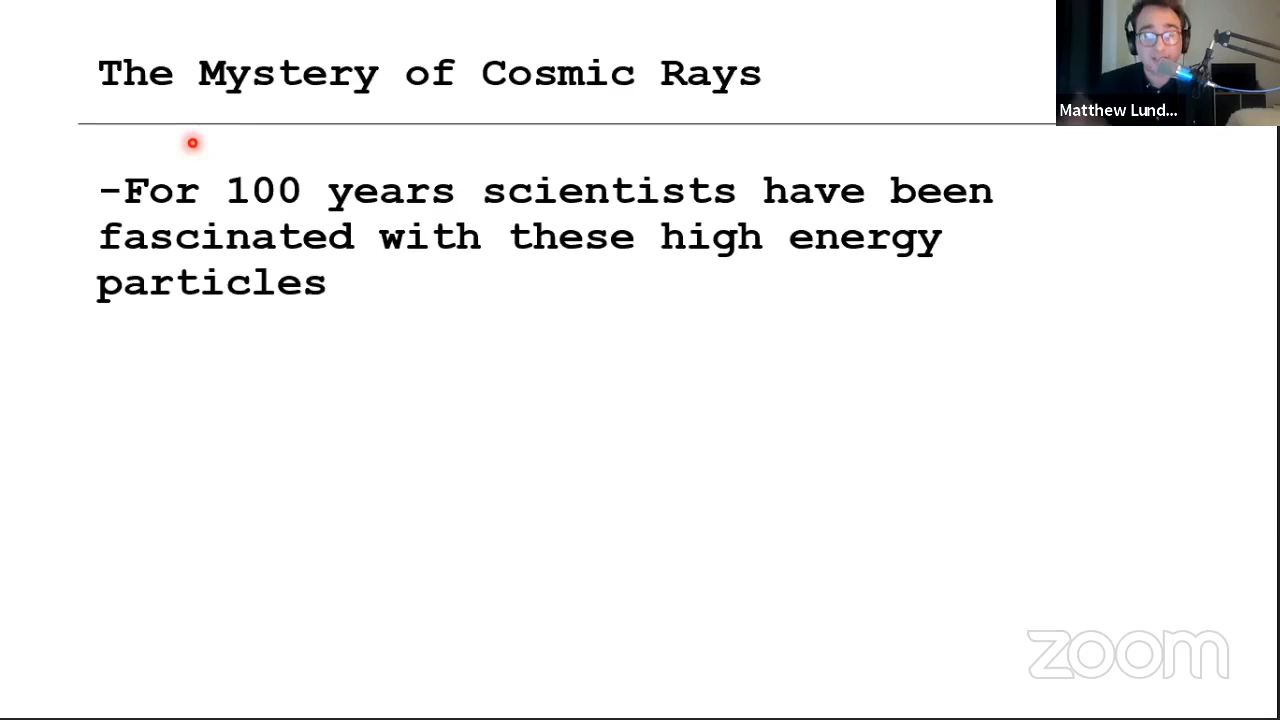 The Mystery of Cosmic Rays
Matthew Lund...
-For 100 years scientists have been
fascinated with these high energy
particles
zoom